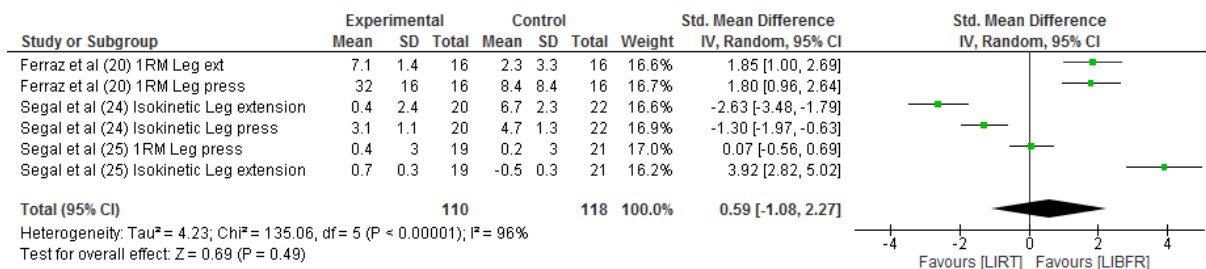 Experimental Control Std. Mean Difference Std. Mean Difference
Study or Subgroup Mean SD Total Mean SD Total Weight IV, Random, 95% CI IV, Random, 95% CI
Ferraz et al (20) 1RM Leg ext 7.1 1.4 16 2.3 3.3 16 16.6% 1.85 [1.00, 2.69]
Ferraz et al (20) 1RM Leg press 32 16 16 8.4 8.4 16 16.7% 1.80 [0.96, 2.64]
Segal et al (24) Isokinetic Leg extension 0.4 2.4 20 6.7 2.3 22 16.6% -2.63 [-3.48, -1.79]
Segal et al (24) Isokinetic Leg press 3.1 1.1 20 4.7 1.3 22 16.9% -1.30 [-1.97, -0.63]
Segal et al (25) 1RM Leg press 0.4 3 19 0.2 3 21 17.0% 0.07 [-0.56, 0.69]
Segal et al (25) Isokinetic Leg extension 0.7 0.3 19 -0.5 0.3 21 16.2% 3.92 [2.82, 5.02]
Total (95% CI) 110 118 100.0% 0.59 [-1.08, 2.27]
Heterogeneity: Tau² = 4.23; Chi² = 135.06, df = 5 (P < 0.00001); I² = 96%
Test for overall effect: Z = 0.69 (P = 0.49)
-4 -2 0 2 4
Favours [LIRT] Favours [LIBFR]